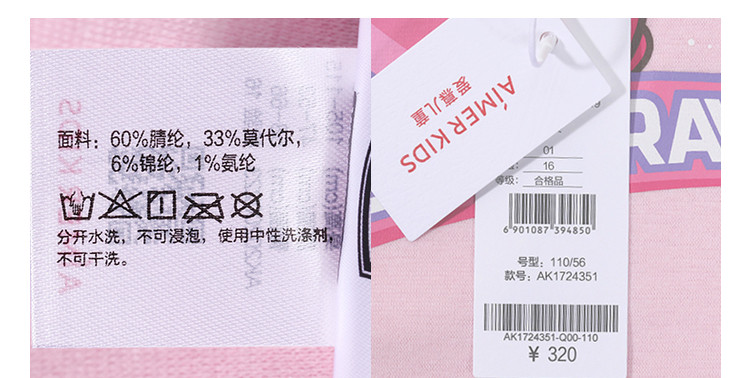 面料：60%腈纶，33%莫代尔，
6%锦纶，1%氨纶
分开水洗，不可浸泡，使用中性洗涤剂，
不可干洗。
AIMER KIDS
爱慕儿童
RAV
01
16
等级：合格品
6 901087 394850
号型：110/56
款号：AK1724351
AK1724351-Q00-110
¥ 320